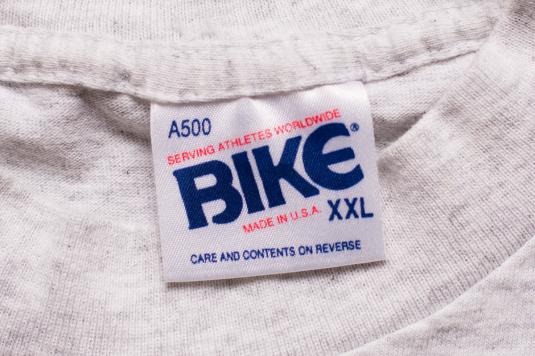 A500
SERVING ATHLETES WORLDWIDE
BIKE®
MADE IN U.S.A. XXL
CARE AND CONTENTS ON REVERSE